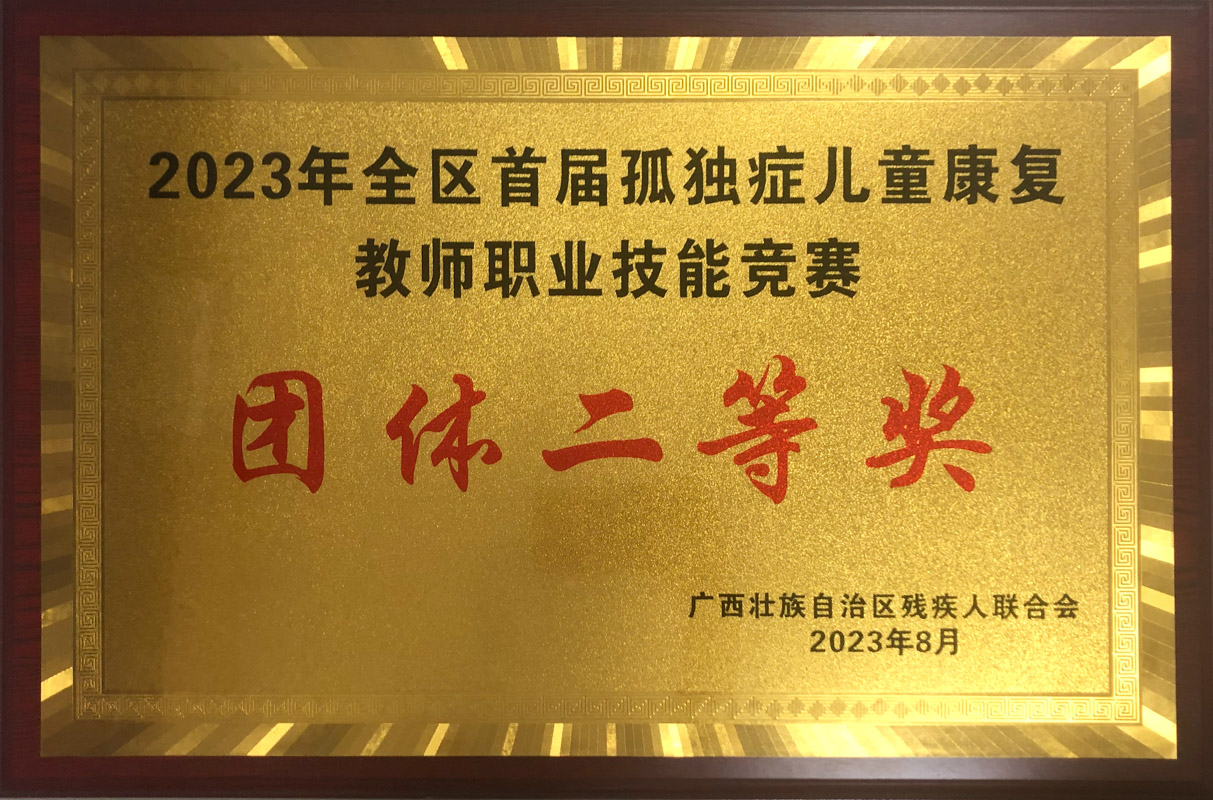 2023年全区首届孤独症儿童康复
教师职业技能竞赛
团体二等奖
广西壮族自治区残疾人联合会
2023年8月